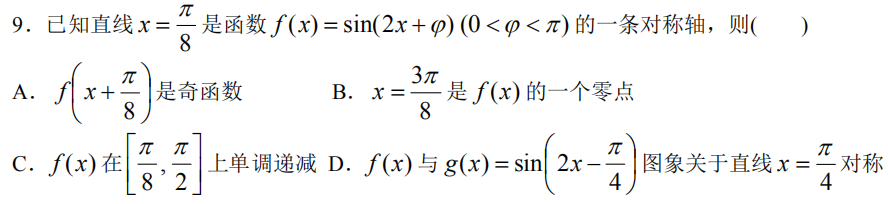 9．已知直线 x = π/8 是函数 f(x) = sin(2x + φ) (0 < φ < π) 的一条对称轴，则(    )
A． f(x + π/8) 是奇函数    B． x = 3π/8 是 f(x) 的一个零点
C． f(x) 在 [π/8, π/2] 上单调递减  D． f(x) 与 g(x) = sin(2x − π/4) 图象关于直线 x = π/4 对称